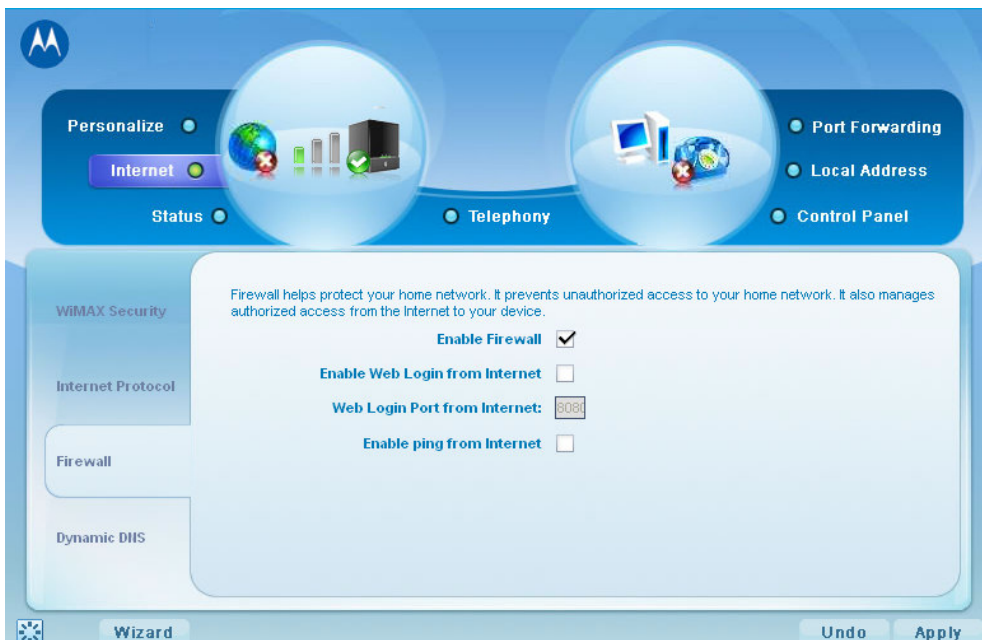 Personalize
Internet
Status
Telephony
Port Forwarding
Local Address
Control Panel
WiMAX Security
Internet Protocol
Firewall
Dynamic DNS
Firewall helps protect your home network. It prevents unauthorized access to your home network. It also manages
authorized access from the Internet to your device.
Enable Firewall
Enable Web Login from Internet
Web Login Port from Internet: 8080
Enable ping from Internet
Wizard
Undo
Apply